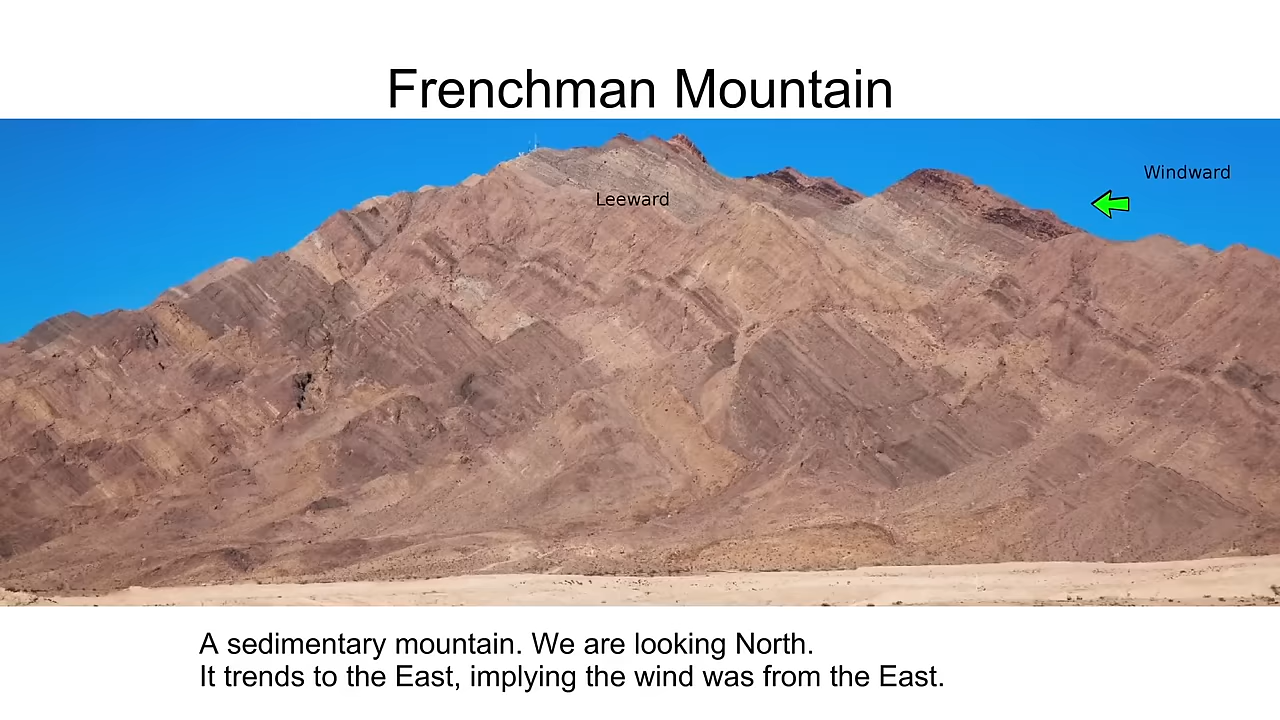 Frenchman Mountain
Windward
Leeward
A sedimentary mountain. We are looking North.
It trends to the East, implying the wind was from the East.